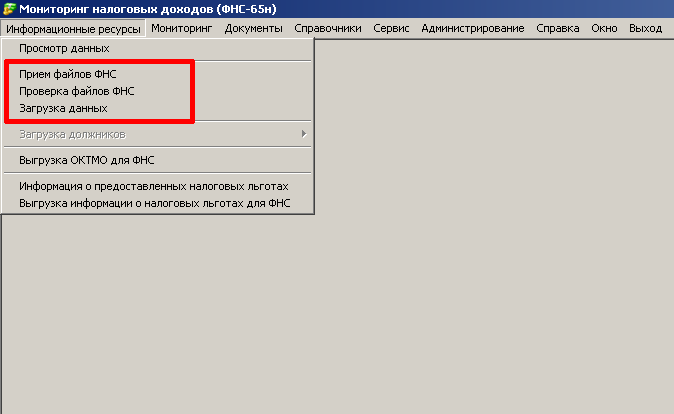 Мониторинг налоговых доходов (ФНС-65н)
Информационные ресурсы Мониторинг Документы Справочники Сервис Администрирование Справка Окно Выход
Просмотр данных
Прием файлов ФНС
Проверка файлов ФНС
Загрузка данных
Загрузка должников
Выгрузка ОКТМО для ФНС
Информация о предоставленных налоговых льготах
Выгрузка информации о налоговых льготах для ФНС